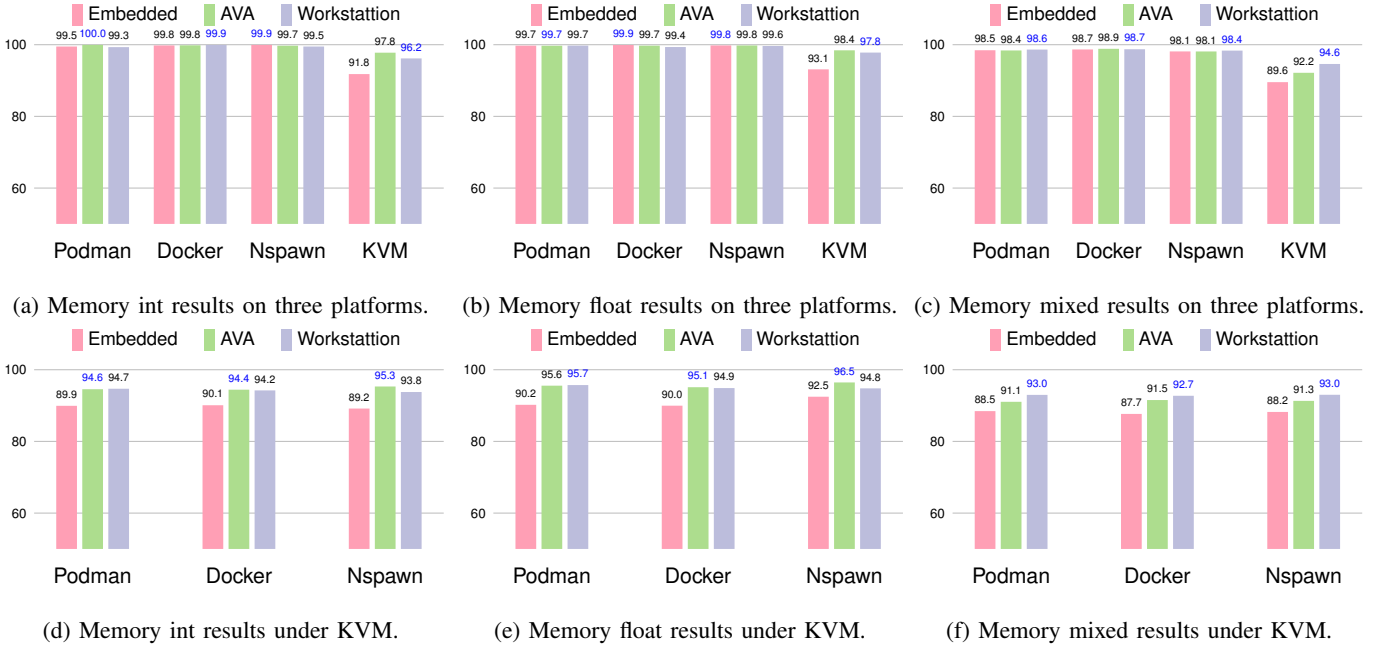 Embedded AVA Workstattion
99.5 100.0 99.3 99.8 99.8 99.9 99.9 99.7 99.5 91.8 97.8 96.2
100
80
60
Podman Docker Nspawn KVM
(a) Memory int results on three platforms.
Embedded AVA Workstattion
99.7 99.7 99.7 99.9 99.7 99.4 99.8 99.8 99.6 93.1 98.4 97.8
100
80
60
Podman Docker Nspawn KVM
(b) Memory float results on three platforms.
Embedded AVA Workstattion
98.5 98.4 98.6 98.7 98.9 98.7 98.1 98.1 98.4 89.6 92.2 94.6
100
80
60
Podman Docker Nspawn KVM
(c) Memory mixed results on three platforms.
Embedded AVA Workstattion
89.9 94.6 94.7 90.1 94.4 94.2 89.2 95.3 93.8
100
80
60
Podman Docker Nspawn
(d) Memory int results under KVM.
Embedded AVA Workstattion
90.2 95.6 95.7 90.0 95.1 94.9 92.5 96.5 94.8
100
80
60
Podman Docker Nspawn
(e) Memory float results under KVM.
Embedded AVA Workstattion
88.5 91.1 93.0 87.7 91.5 92.7 88.2 91.3 93.0
100
80
60
Podman Docker Nspawn
(f) Memory mixed results under KVM.